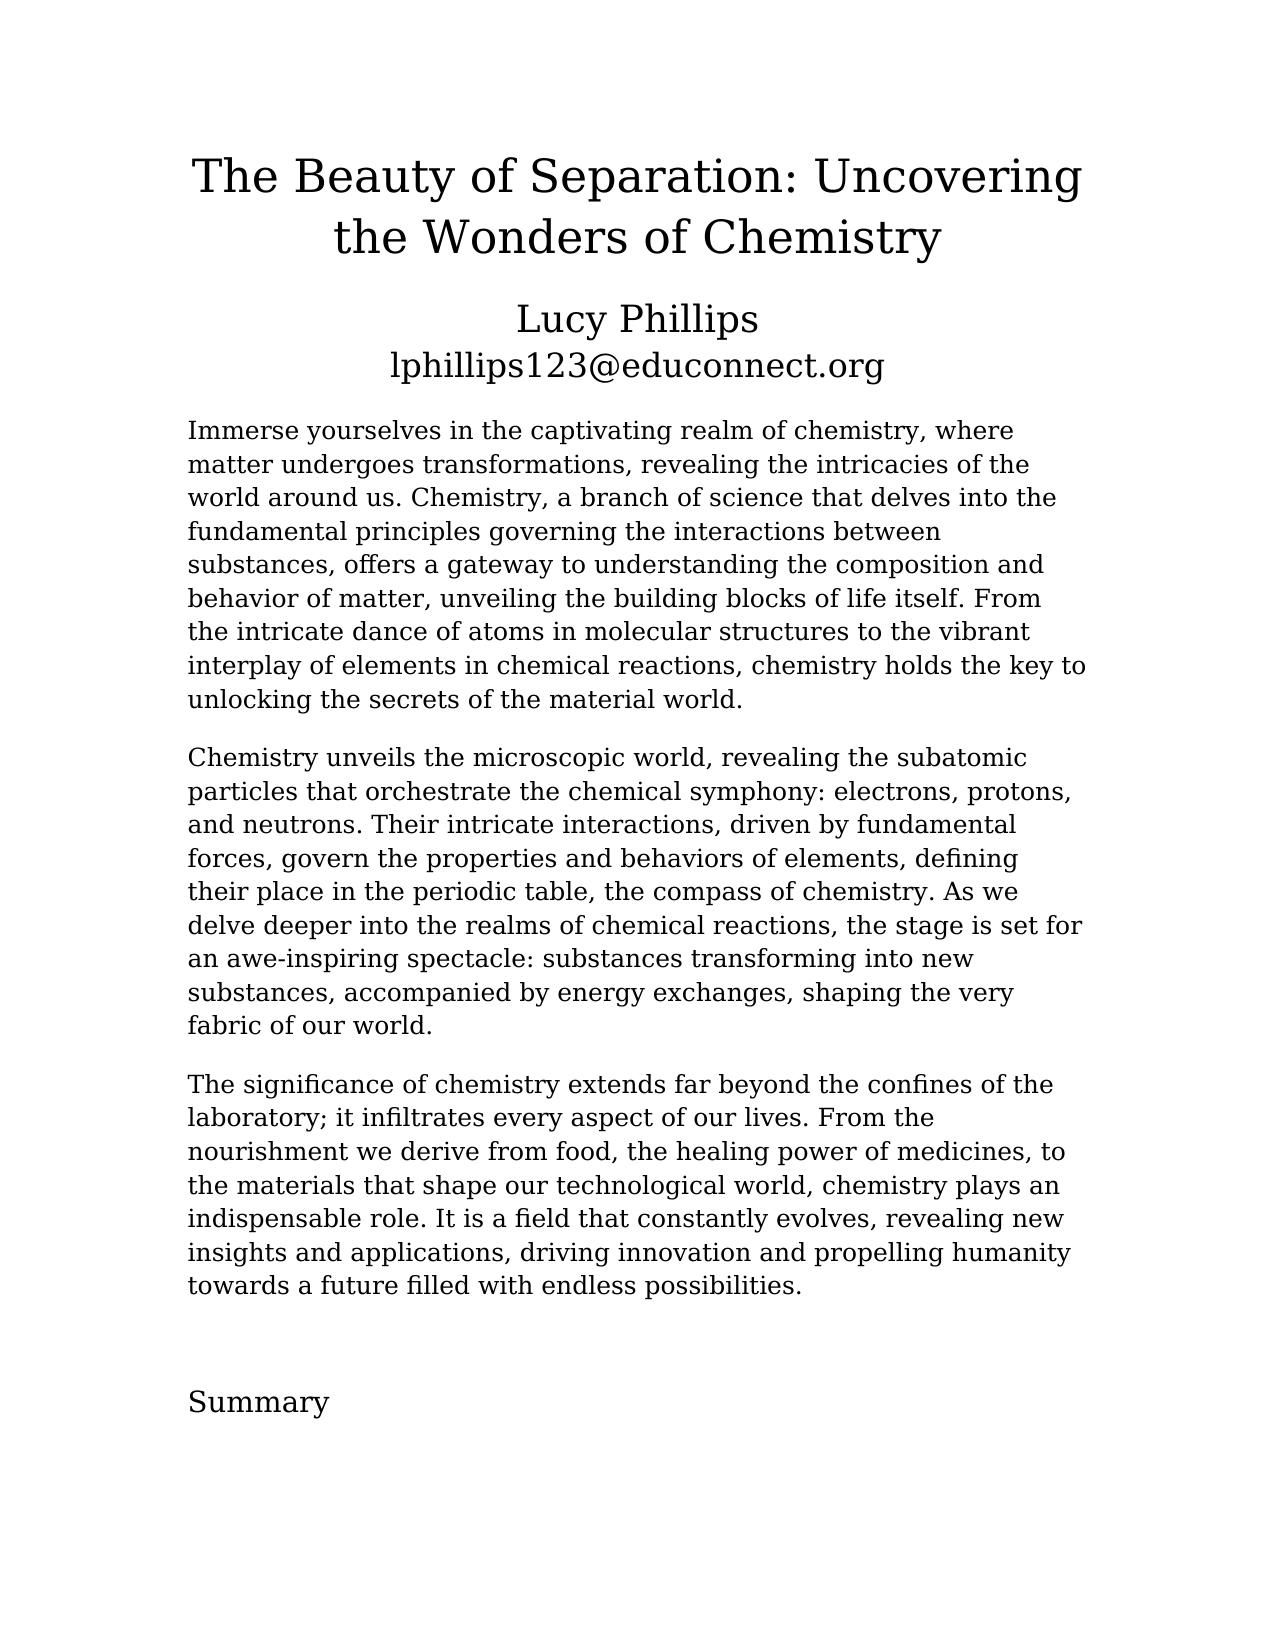 The Beauty of Separation: Uncovering
the Wonders of Chemistry
Lucy Phillips
lphillips123@educonnect.org
Immerse yourselves in the captivating realm of chemistry, where
matter undergoes transformations, revealing the intricacies of the
world around us. Chemistry, a branch of science that delves into the
fundamental principles governing the interactions between
substances, offers a gateway to understanding the composition and
behavior of matter, unveiling the building blocks of life itself. From
the intricate dance of atoms in molecular structures to the vibrant
interplay of elements in chemical reactions, chemistry holds the key to
unlocking the secrets of the material world.
Chemistry unveils the microscopic world, revealing the subatomic
particles that orchestrate the chemical symphony: electrons, protons,
and neutrons. Their intricate interactions, driven by fundamental
forces, govern the properties and behaviors of elements, defining
their place in the periodic table, the compass of chemistry. As we
delve deeper into the realms of chemical reactions, the stage is set for
an awe-inspiring spectacle: substances transforming into new
substances, accompanied by energy exchanges, shaping the very
fabric of our world.
The significance of chemistry extends far beyond the confines of the
laboratory; it infiltrates every aspect of our lives. From the
nourishment we derive from food, the healing power of medicines, to
the materials that shape our technological world, chemistry plays an
indispensable role. It is a field that constantly evolves, revealing new
insights and applications, driving innovation and propelling humanity
towards a future filled with endless possibilities.
Summary